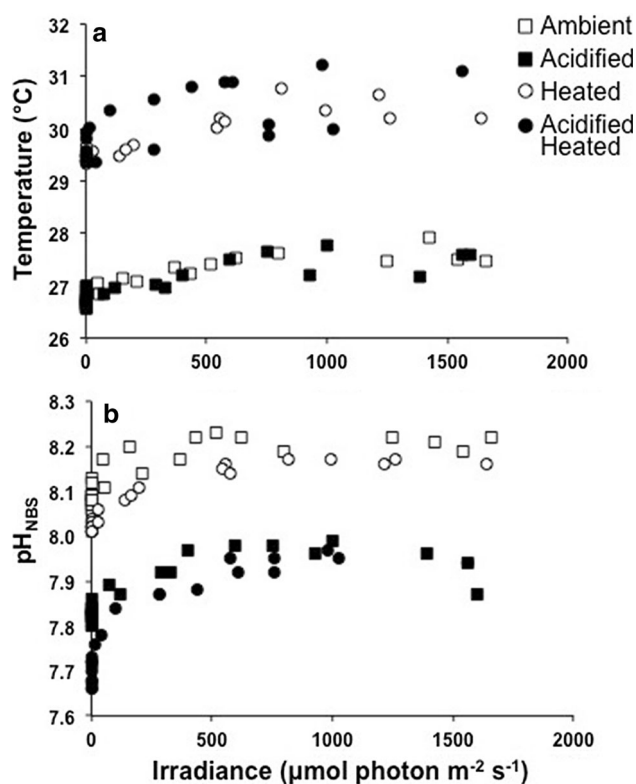 a
32
31
30
29
28
27
26
Temperature (°C)
0 500 1000 1500 2000
Ambient
Acidified
Heated
Acidified
Heated
b
8.3
8.2
8.1
8.0
7.9
7.8
7.7
7.6
pHNBS
0 500 1000 1500 2000
Irradiance (µmol photon m-2 s-1)